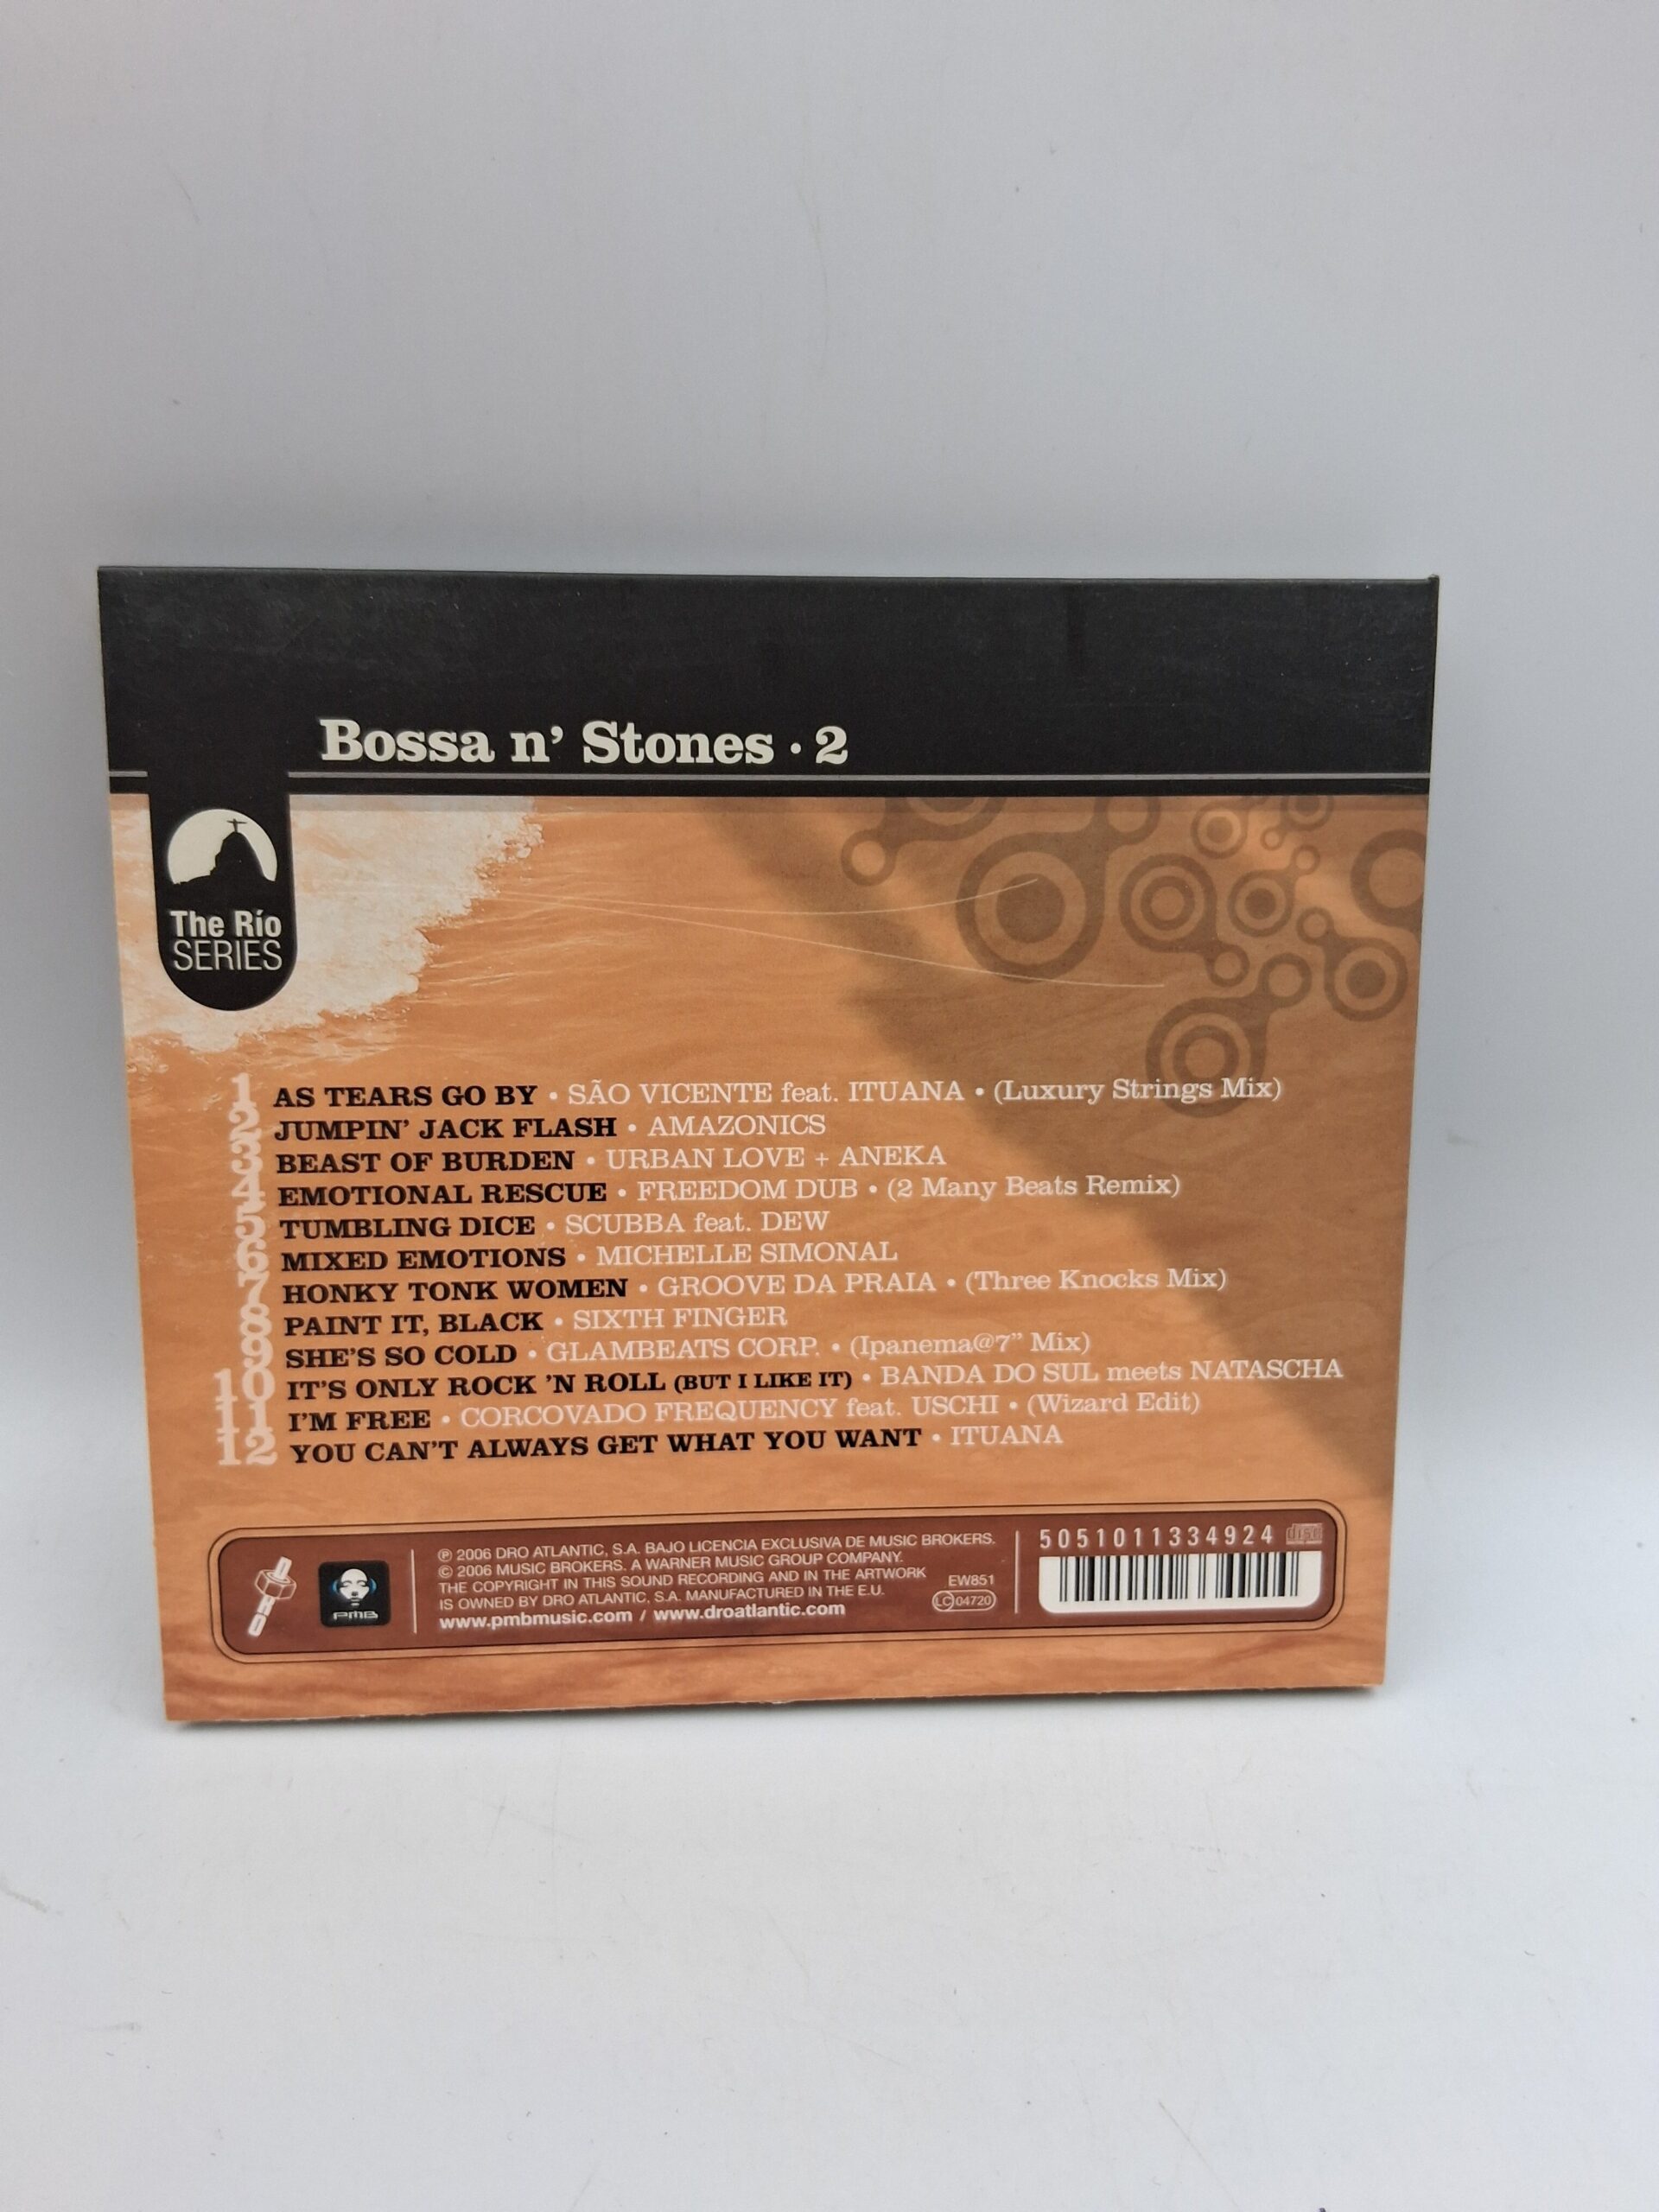 Bossa n' Stones · 2
The Río
SERIES
1 AS TEARS GO BY • SÃO VICENTE feat. ITUANA • (Luxury Strings Mix)
2 JUMPIN' JACK FLASH • AMAZONICS
3 BEAST OF BURDEN • URBAN LOVE + ANEKA
4 EMOTIONAL RESCUE • FREEDOM DUB • (2 Many Beats Remix)
5 TUMBLING DICE • SCUBBA feat. DEW
6 MIXED EMOTIONS • MICHELLE SIMONAL
7 HONKY TONK WOMEN • GROOVE DA PRAIA • (Three Knocks Mix)
8 PAINT IT, BLACK • SIXTH FINGER
9 SHE'S SO COLD • GLAMBEATS CORP. • (Ipanema@7" Mix)
10 IT'S ONLY ROCK 'N ROLL (BUT I LIKE IT) • BANDA DO SUL meets NATASCHA
11 I'M FREE • CORCOVADO FREQUENCY feat. USCHI • (Wizard Edit)
12 YOU CAN'T ALWAYS GET WHAT YOU WANT • ITUANA
PMB
℗ 2006 DRO ATLANTIC, S.A. BAJO LICENCIA EXCLUSIVA DE MUSIC BROKERS.
© 2006 MUSIC BROKERS. A WARNER MUSIC GROUP COMPANY.
THE COPYRIGHT IN THIS SOUND RECORDING AND IN THE ARTWORK
IS OWNED BY DRO ATLANTIC, S.A. MANUFACTURED IN THE E.U.
www.pmbmusic.com / www.droatlantic.com
EW851
LC 04720
5051011334924
disc